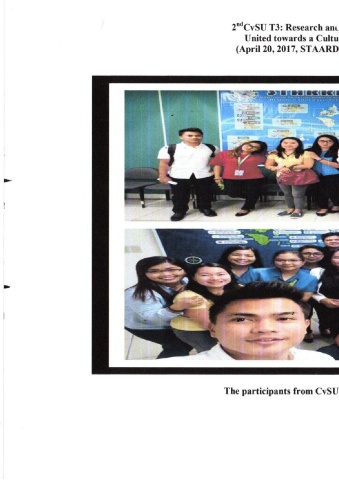 2ndCvSU T3: Research and
United towards a Cultu
(April 20, 2017, STAARD
The participants from CvSU